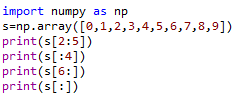 import numpy as np
s=np.array([0,1,2,3,4,5,6,7,8,9])
print(s[2:5])
print(s[:4])
print(s[6:])
print(s[:])